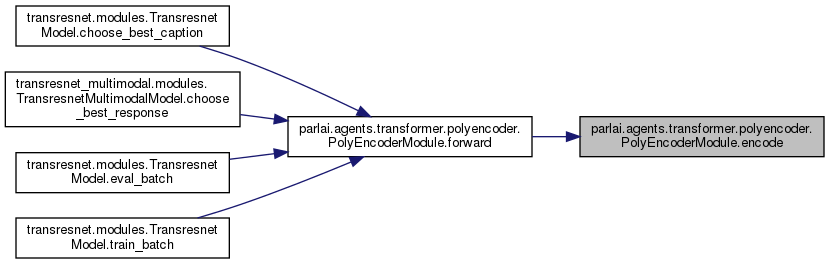 transresnet.modules.Transresnet
Model.choose_best_caption
transresnet_multimodal.modules.
TransresnetMultimodalModel.choose
_best_response
transresnet.modules.Transresnet
Model.eval_batch
transresnet.modules.Transresnet
Model.train_batch
parlai.agents.transformer.polyencoder.
PolyEncoderModule.forward
parlai.agents.transformer.polyencoder.
PolyEncoderModule.encode